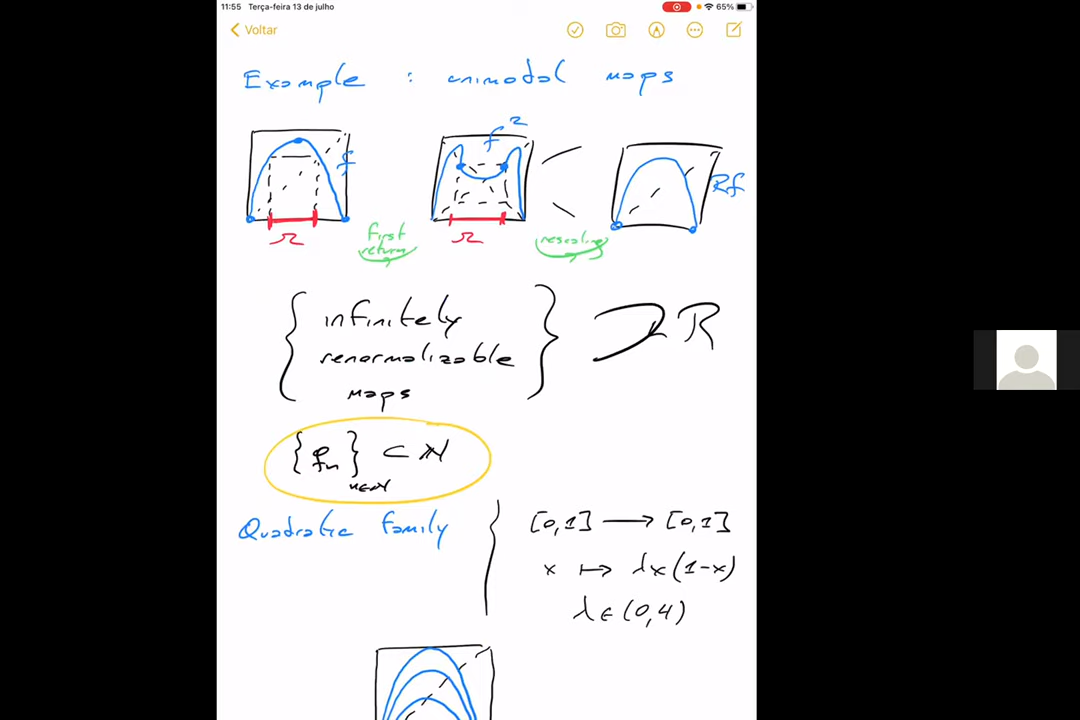 11:55 Terça-feira 13 de julho 65%
Voltar
Example : unimodal maps
f
f²
Rf
first
return
rescaling
infinitely
renormalizable
maps
R
{qn} ⊂ ℕ
n∈ℕ
Quadratic family
[0,1] → [0,1]
x ↦ λx(1-x)
λ∈(0,4)